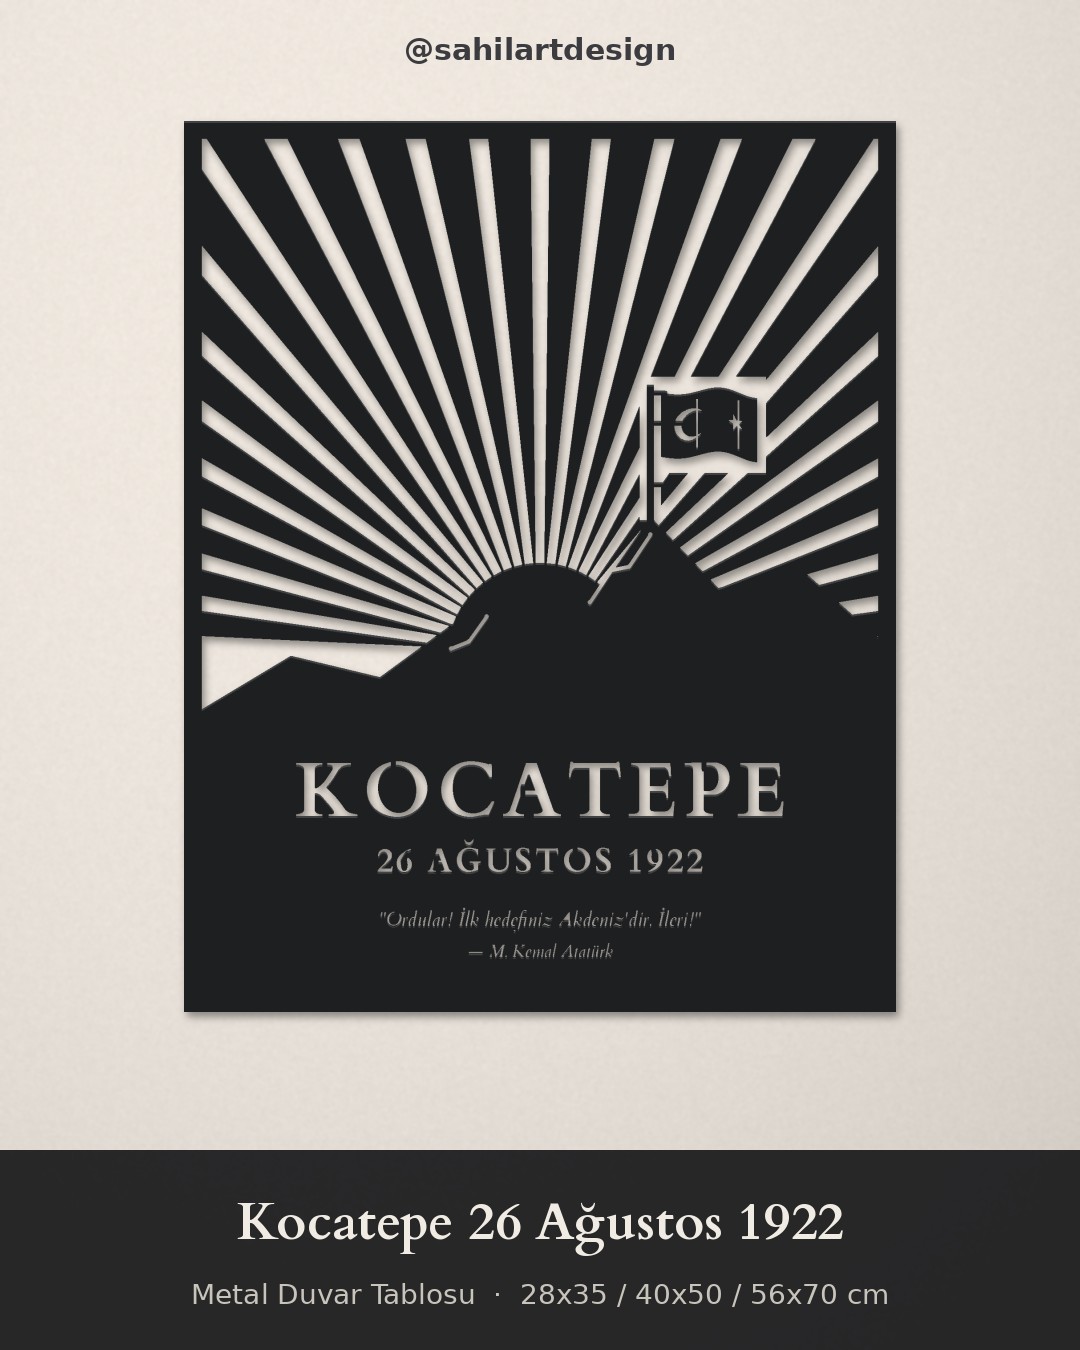 @sahilartdesign
KOCATEPE
26 AĞUSTOS 1922
"Ordular! İlk hedefiniz Akdeniz'dir. İleri!"
— M. Kemal Atatürk
Kocatepe 26 Ağustos 1922
Metal Duvar Tablosu · 28x35 / 40x50 / 56x70 cm